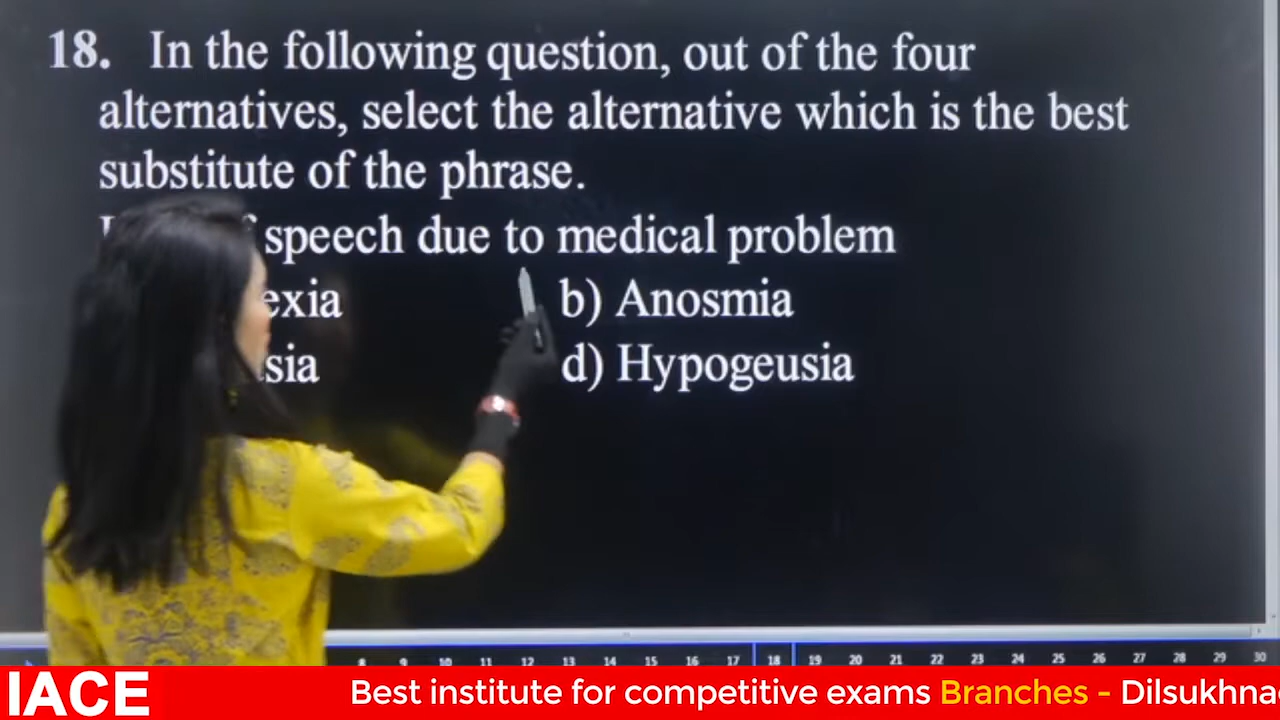 18. In the following question, out of the four
alternatives, select the alternative which is the best
substitute of the phrase.
speech due to medical problem
b) Anosmia
d) Hypogeusia
8 9 10 11 12 13 14 15 16 17 18 19 20 21 22 23 24 25 26 27 28 29 30
IACE Best institute for competitive exams Branches -